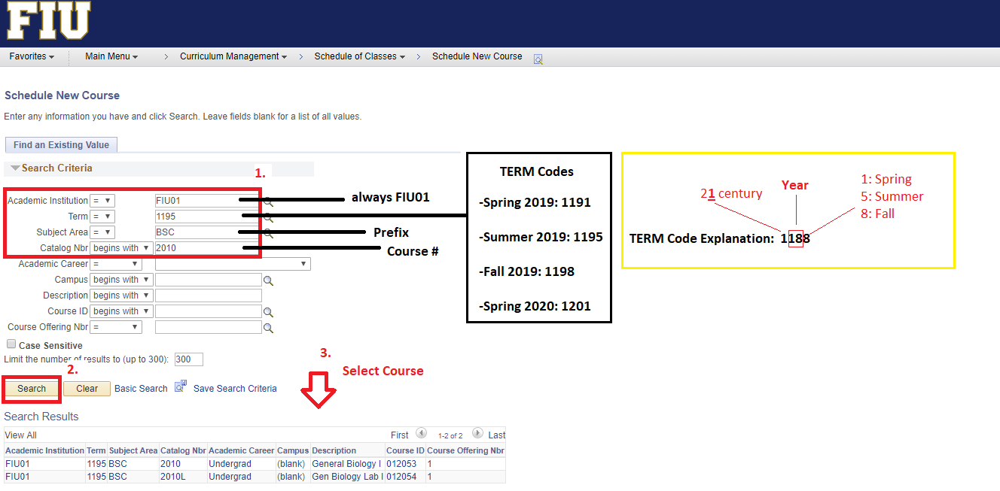 FIU
Favorites Main Menu > Curriculum Management > Schedule of Classes > Schedule New Course
Schedule New Course
Enter any information you have and click Search. Leave fields blank for a list of all values.
Find an Existing Value
Search Criteria
1.
Academic Institution = FIU01 always FIU01
Term = 1195
Subject Area = BSC Prefix
Catalog Nbr begins with 2010 Course #
Academic Career =
Campus begins with
Description begins with
Course ID begins with
Course Offering Nbr =
Case Sensitive
Limit the number of results to (up to 300): 300
TERM Codes
-Spring 2019: 1191
-Summer 2019: 1195
-Fall 2019: 1198
-Spring 2020: 1201
21 century
Year
1: Spring
5: Summer
8: Fall
TERM Code Explanation: 1188
2.
Search Clear Basic Search Save Search Criteria
3.
Select Course
Search Results
View All First 1-2 of 2 Last
Academic Institution Term Subject Area Catalog Nbr Academic Career Campus Description Course ID Course Offering Nbr
FIU01 1195 BSC 2010 Undergrad (blank) General Biology I 012053 1
FIU01 1195 BSC 2010L Undergrad (blank) Gen Biology Lab I 012054 1